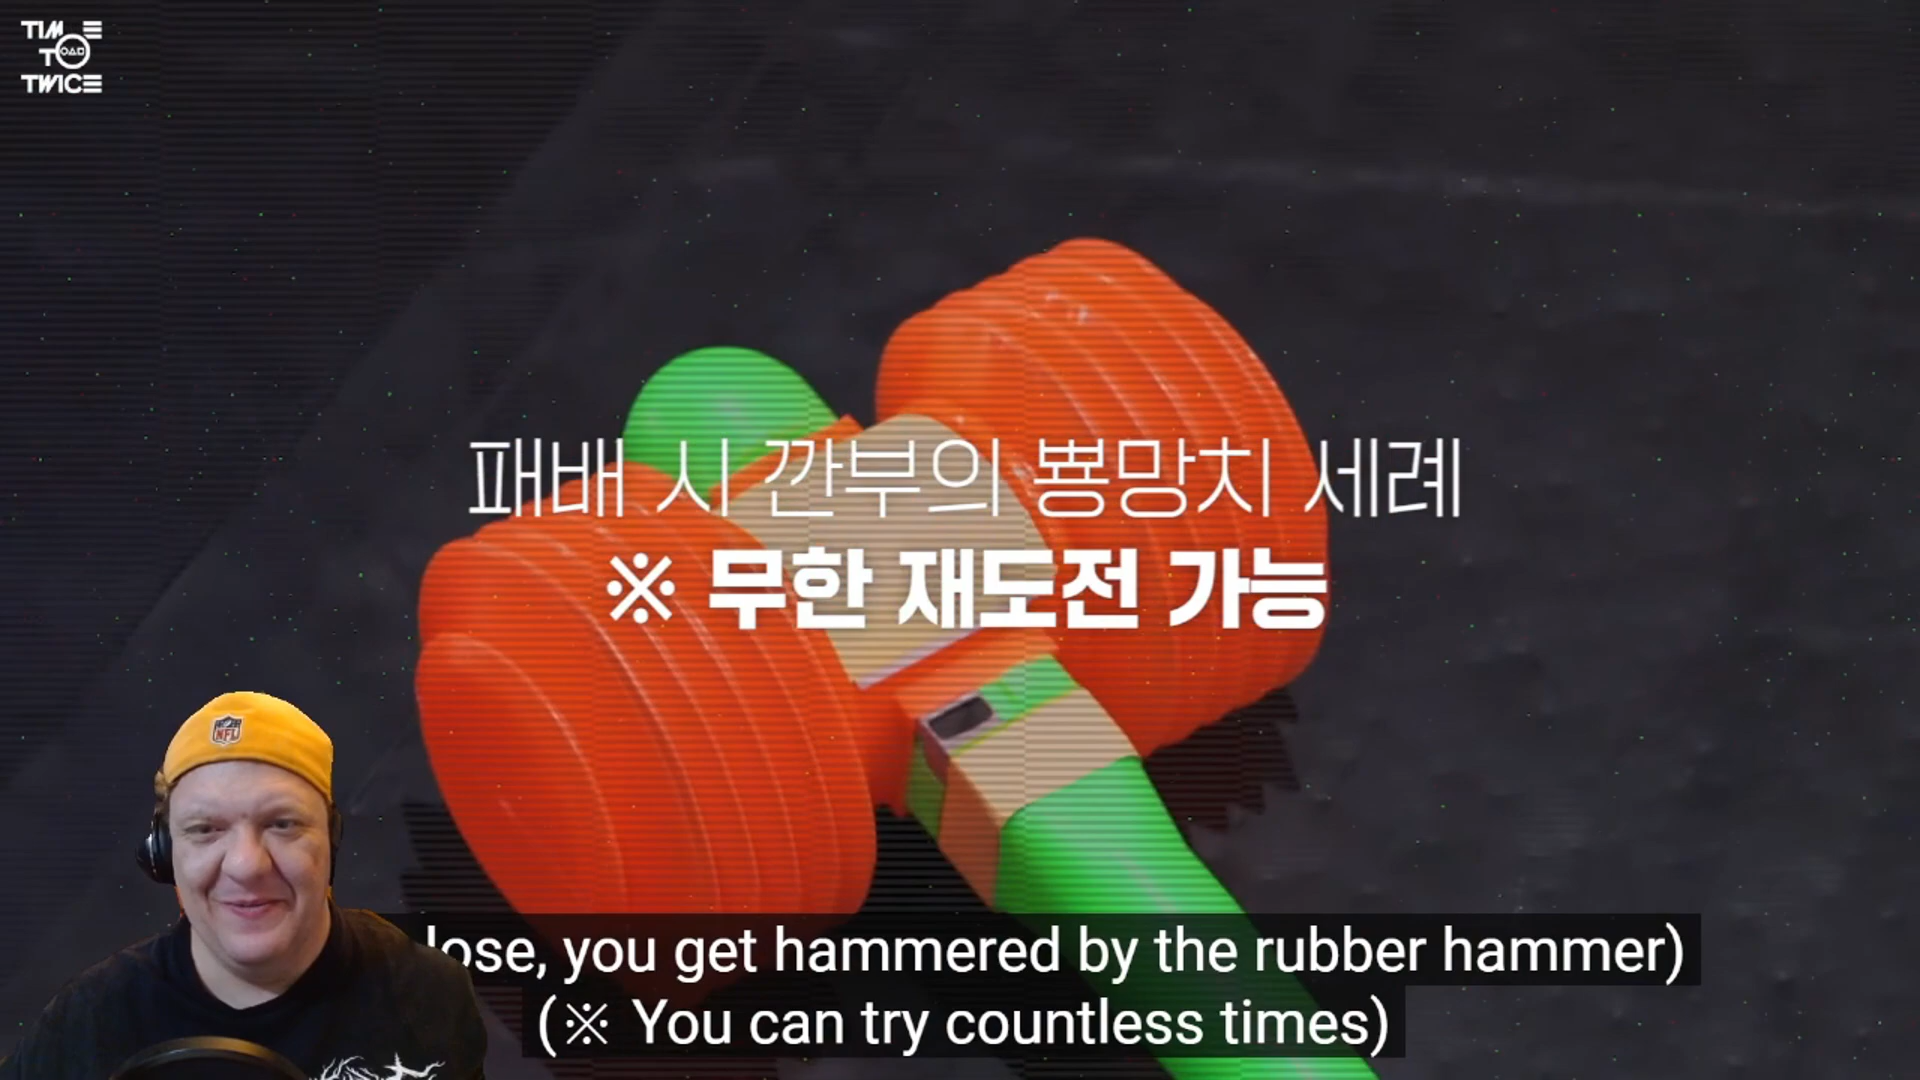 TIME
TO
TWICE
패배 시 깐부의 뿅망치 세례
※ 무한 재도전 가능
NFL
lose, you get hammered by the rubber hammer)
(※ You can try countless times)